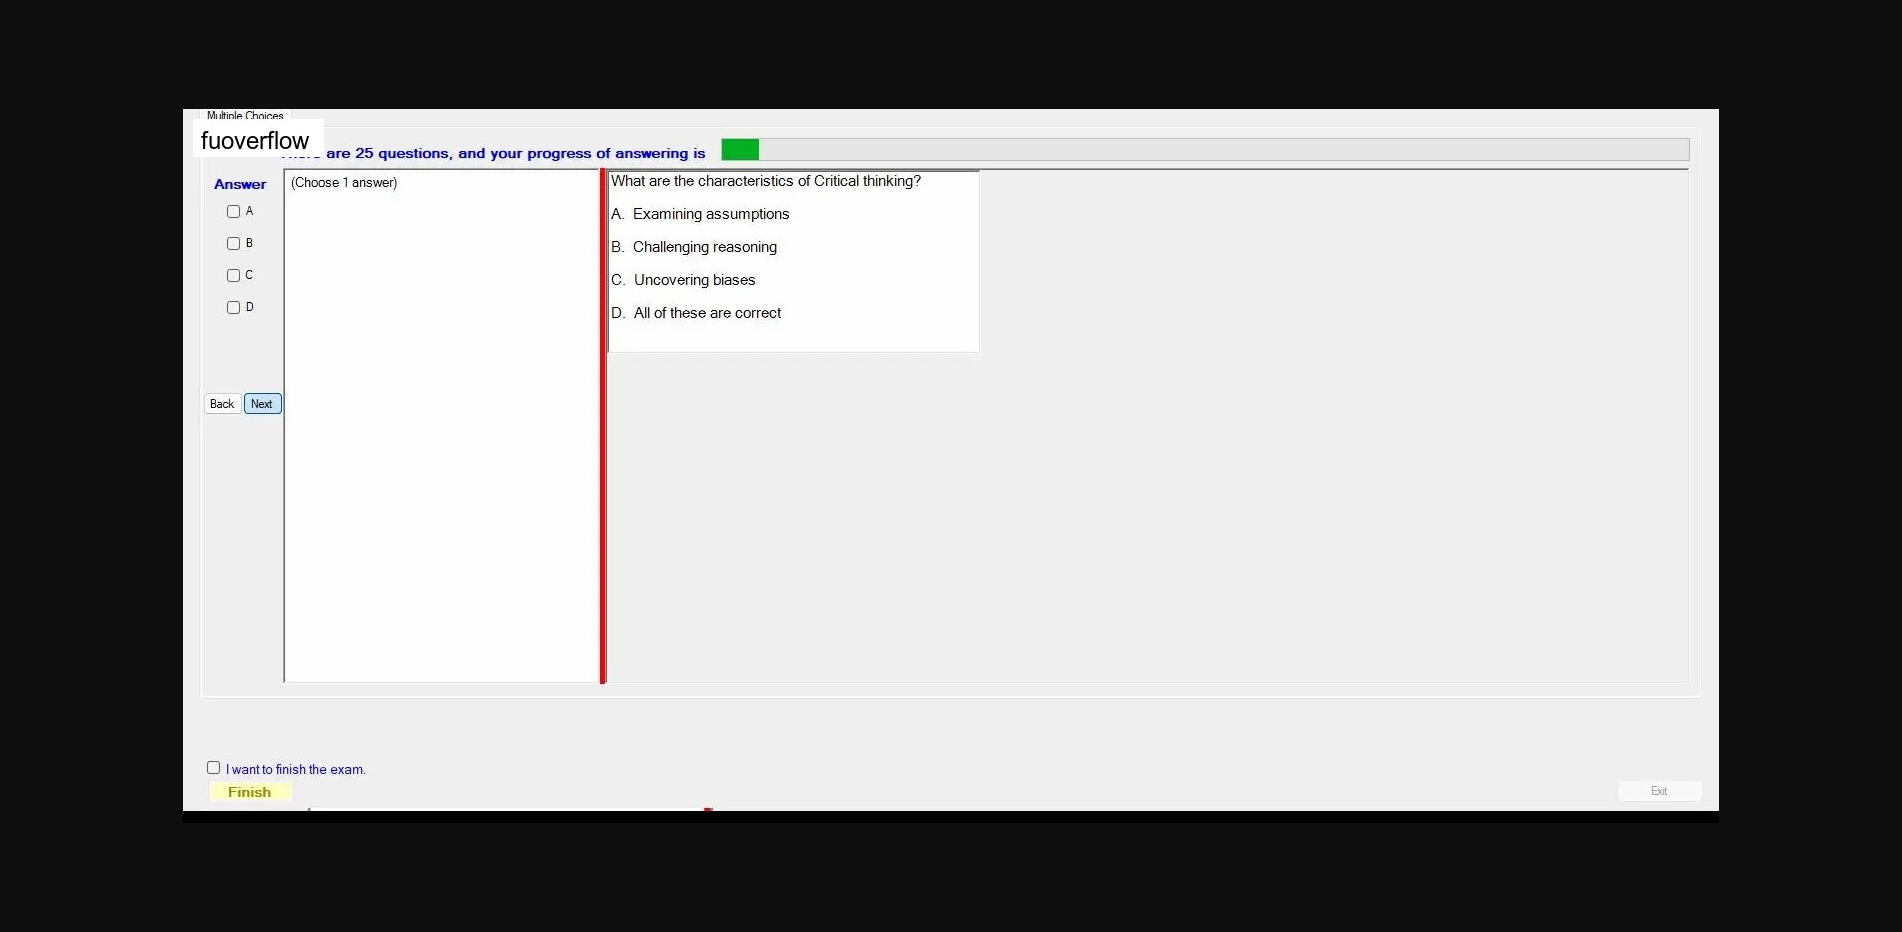 Multiple Choices
fuoverflow
are 25 questions, and your progress of answering is
Answer
(Choose 1 answer)
A
B
C
D
Back
Next
What are the characteristics of Critical thinking?
A. Examining assumptions
B. Challenging reasoning
C. Uncovering biases
D. All of these are correct
I want to finish the exam.
Finish
Exit